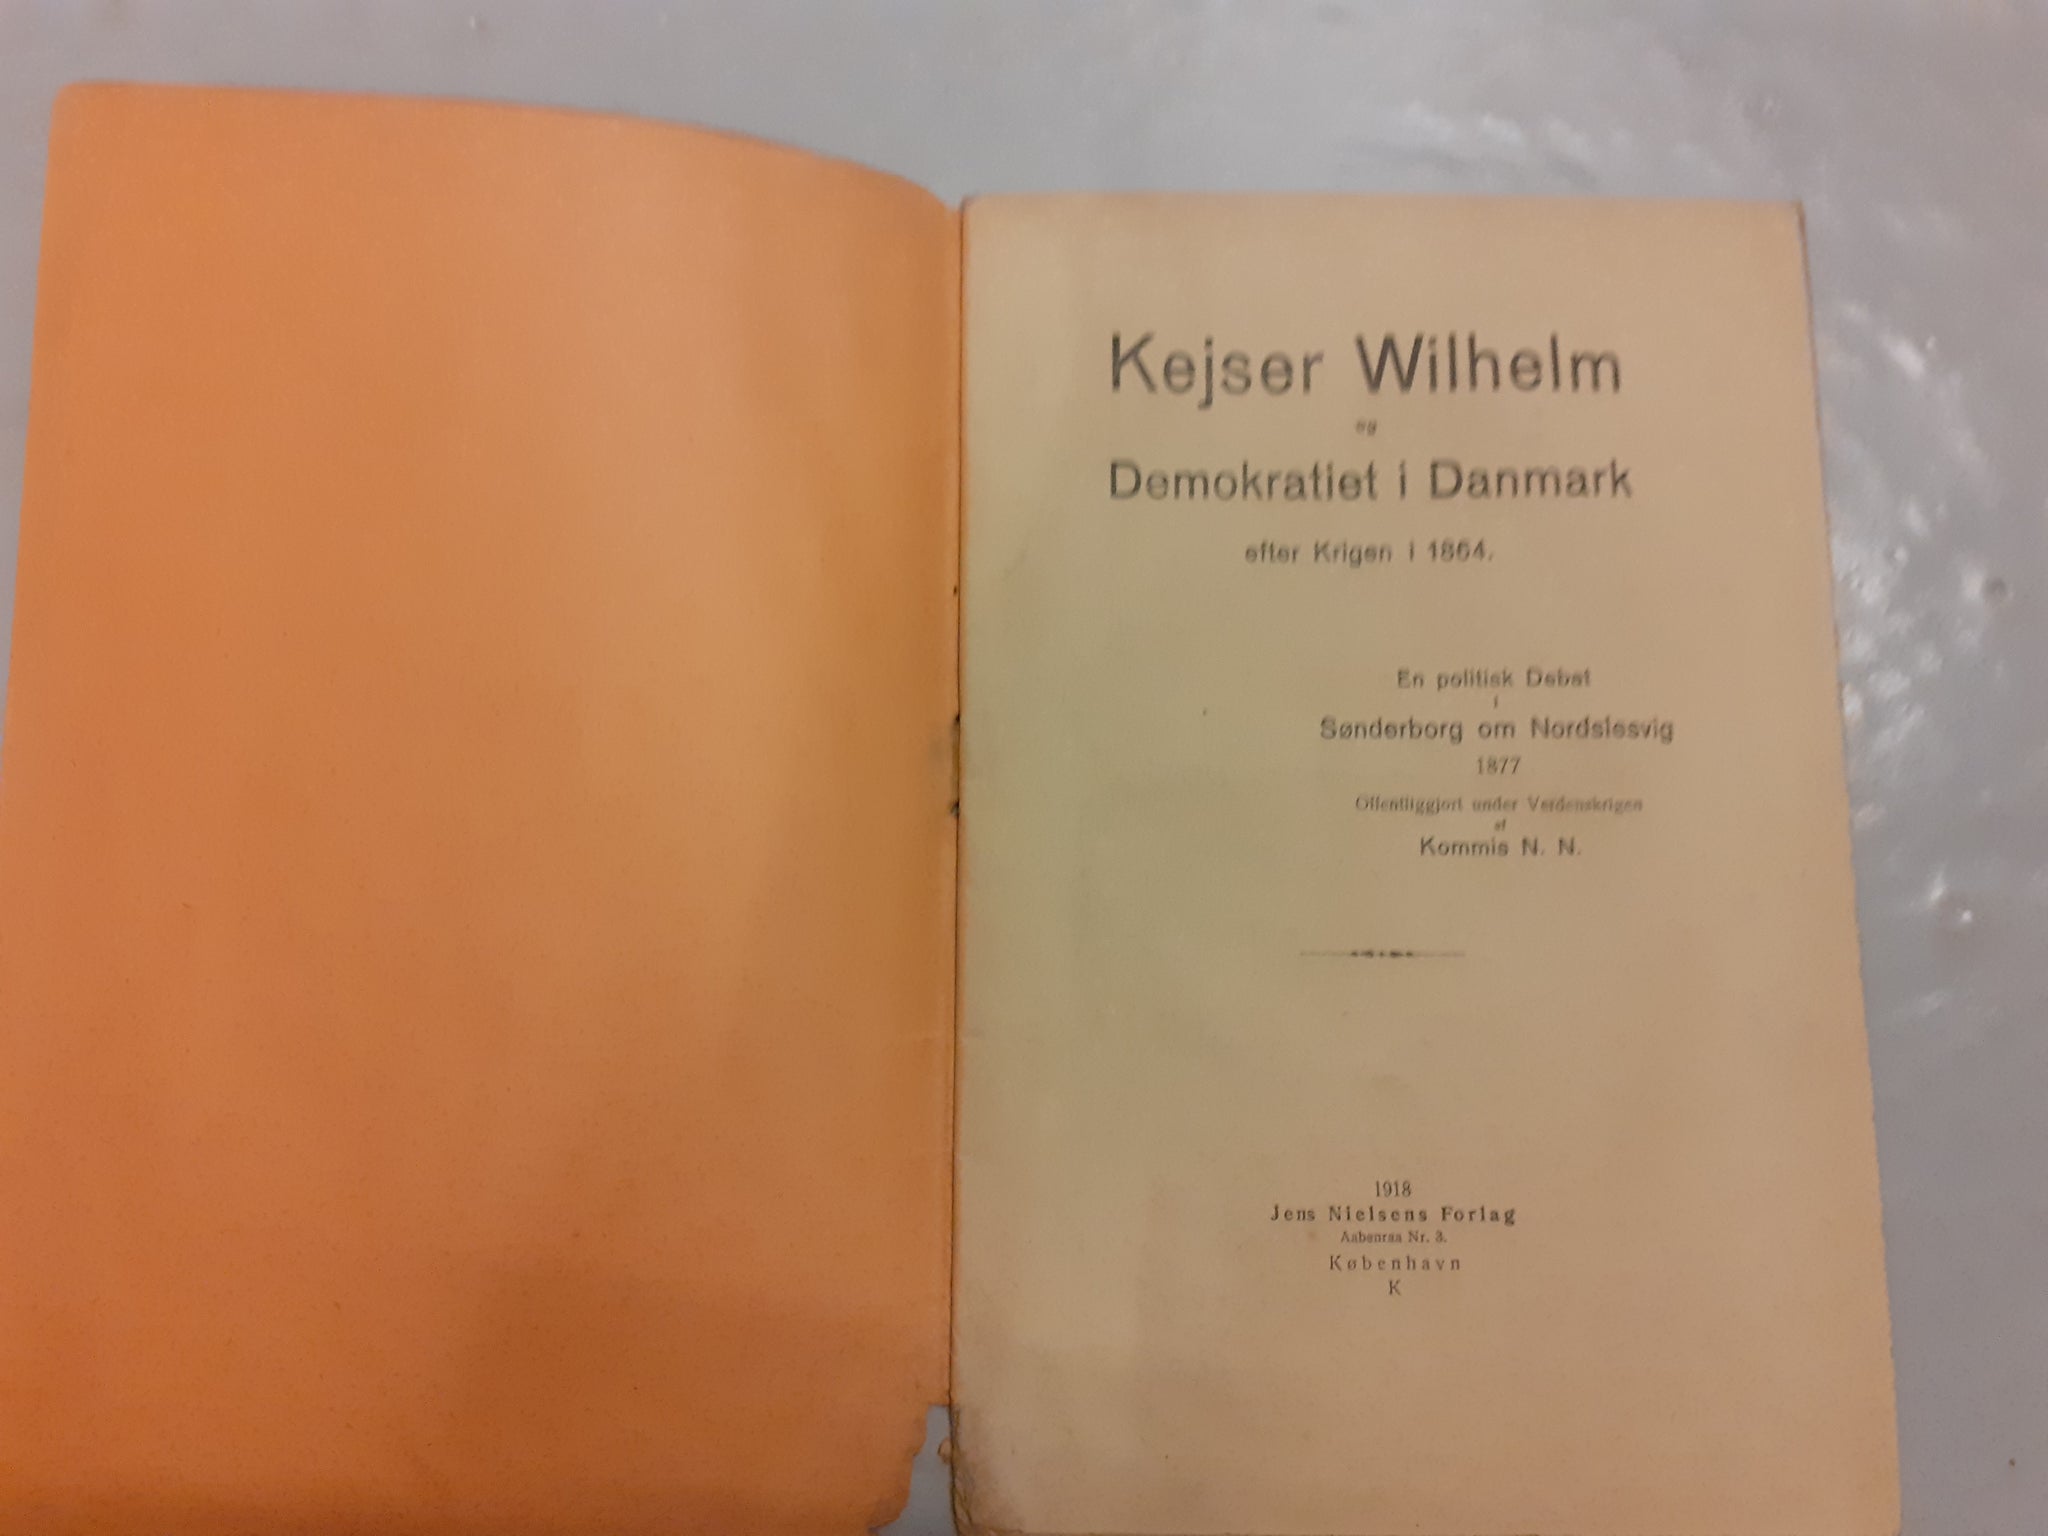 Kejser Wilhelm
og
Demokratiet i Danmark
efter Krigen i 1864.
En politisk Debat
i
Sønderborg om Nordslesvig
1877
Offentliggjort under Verdenskrigen
af
Kommis N. N.
1918
Jens Nielsens Forlag
Aabenraa Nr. 3.
København
K